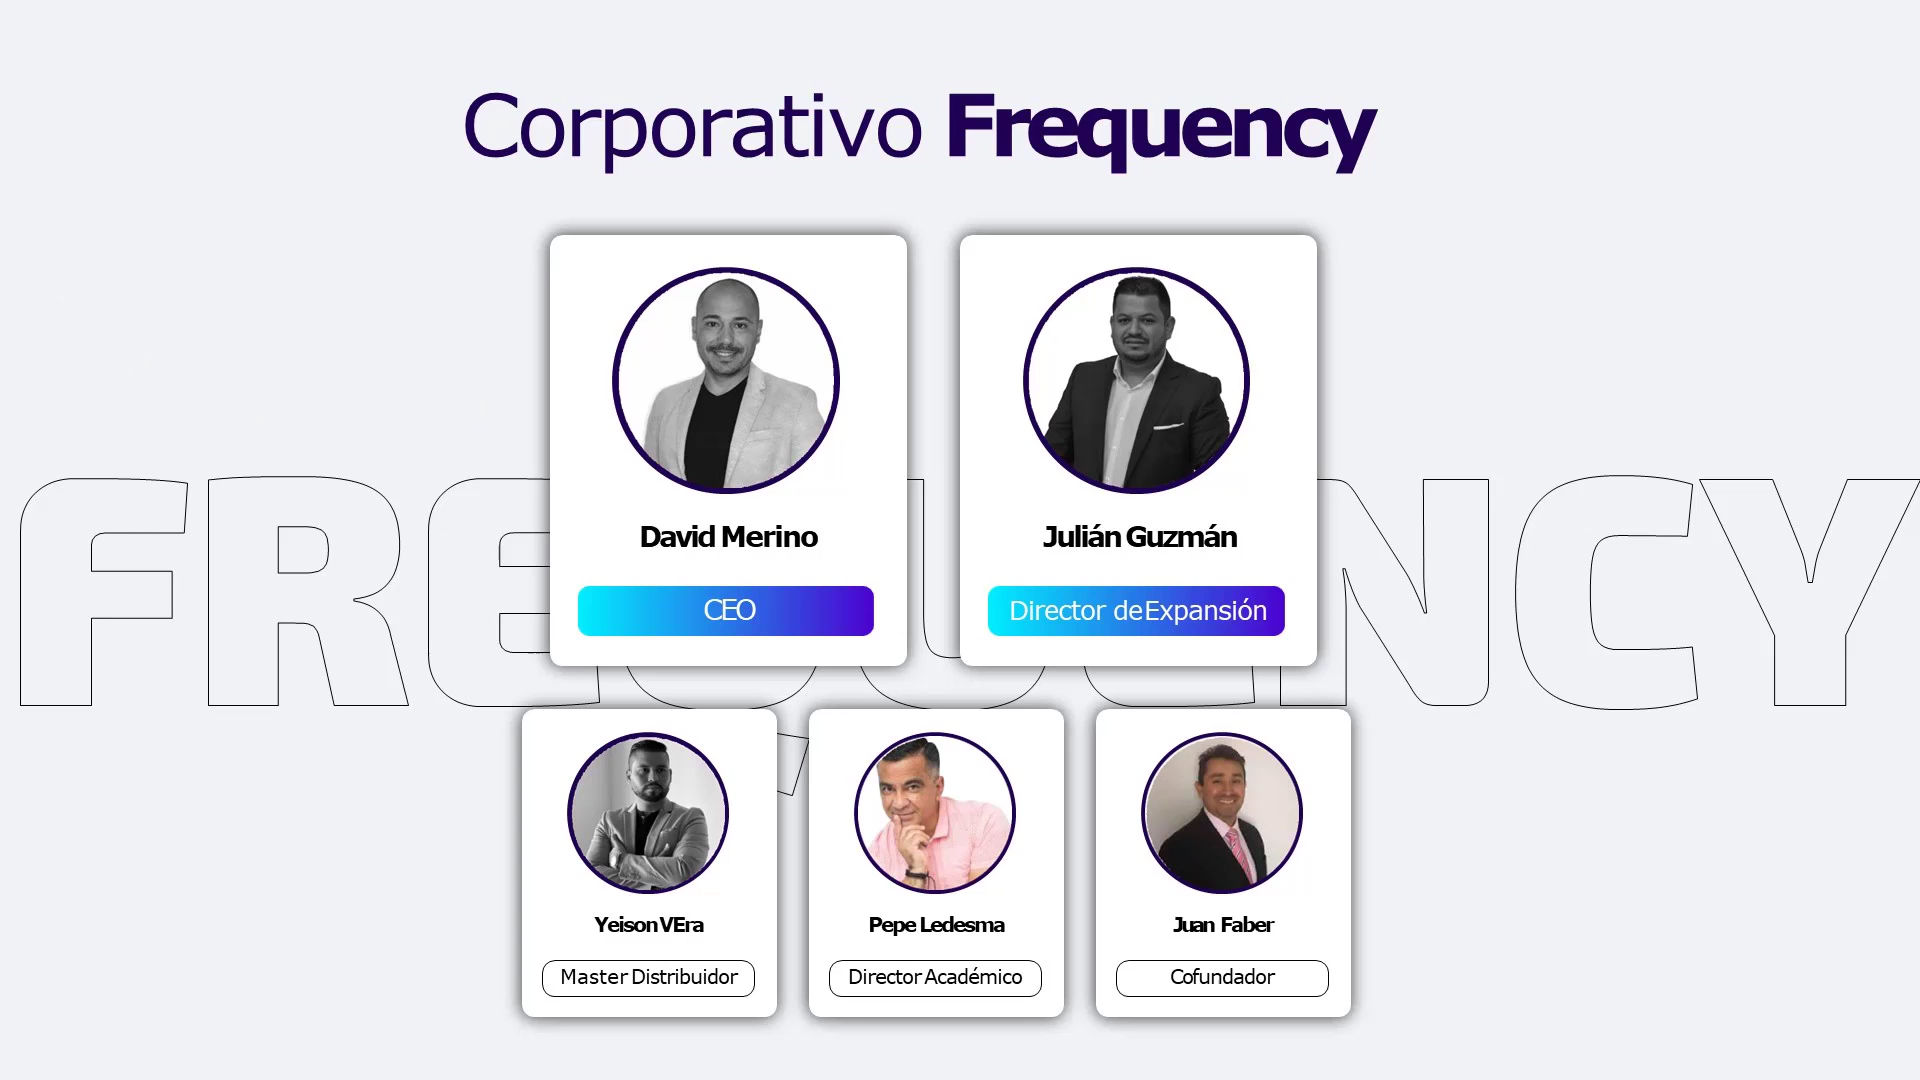 Corporativo Frequency
FREQUENCY
David Merino
CEO
Julián Guzmán
Director de Expansión
Yeison VEra
Master Distribuidor
Pepe Ledesma
Director Académico
Juan Faber
Cofundador